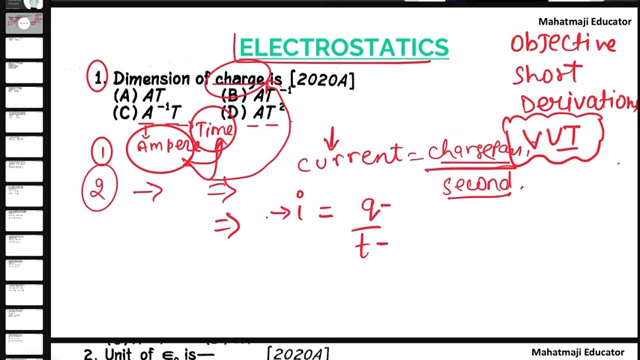 Mahatmaji Educator
ELECTROSTATICS
Objective
Short
Derivation
VVI
1. Dimension of charge is [2020A]
(A) AT (B) AT⁻¹
(C) A⁻¹T (D) AT²
Ampere Time
1
2
current = charge
second
i = q
t
2. Unit of ϵ₀ is— [2020A]
Mahatmaji Educator